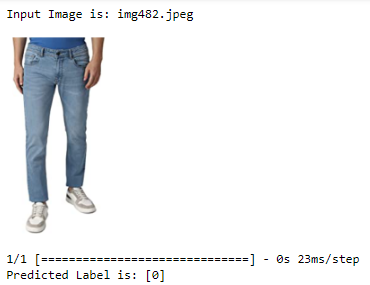 Input Image is: img482.jpeg
1/1 [==============================] - 0s 23ms/step
Predicted Label is: [0]